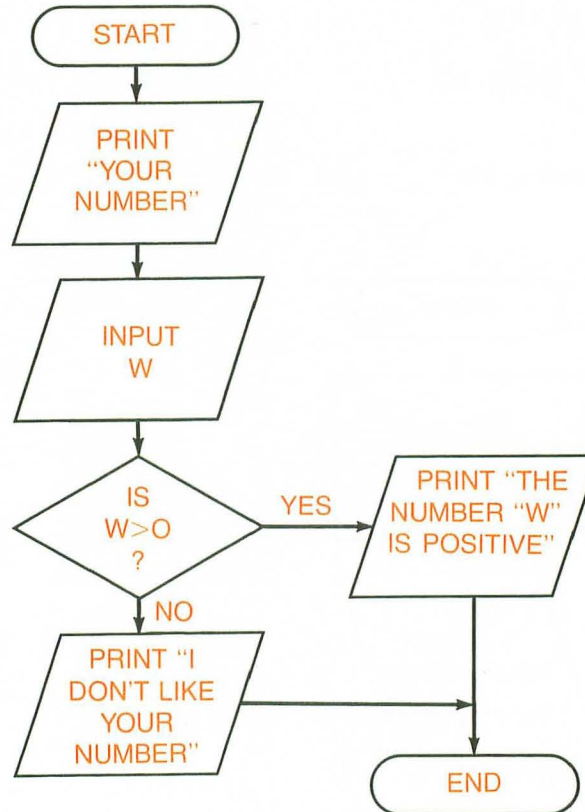 START
PRINT
“YOUR
NUMBER”
INPUT
W
IS
W>O
?
YES
PRINT “THE
NUMBER “W”
IS POSITIVE”
NO
PRINT “I
DON’T LIKE
YOUR
NUMBER”
END